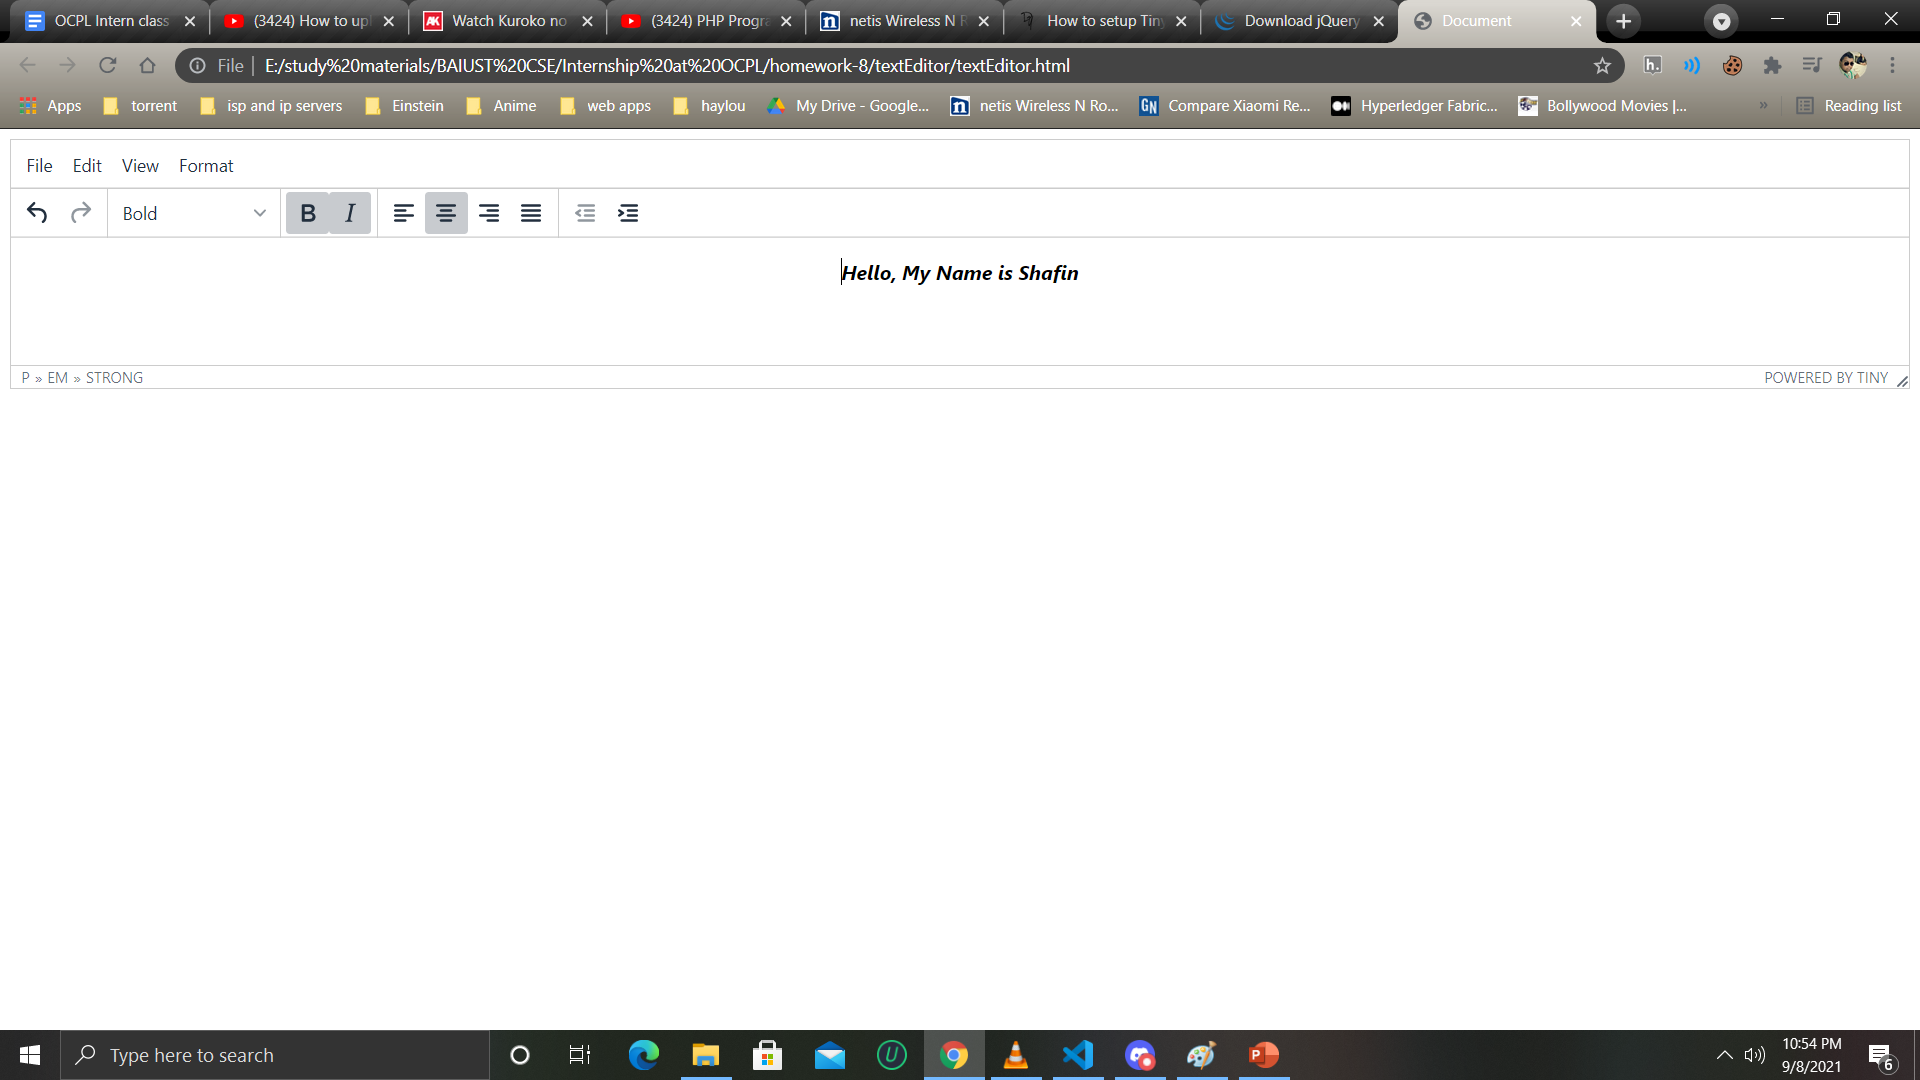 OCPL Intern class
(3424) How to upl
Watch Kuroko no
(3424) PHP Progra
netis Wireless N R
How to setup Tiny
Download jQuery
Document
File
E:/study%20materials/BAIUST%20CSE/Internship%20at%20OCPL/homework-8/textEditor/textEditor.html
Apps
torrent
isp and ip servers
Einstein
Anime
web apps
haylou
My Drive - Google...
netis Wireless N Ro...
Compare Xiaomi Re...
Hyperledger Fabric...
Bollywood Movies |...
»
Reading list
File Edit View Format
Bold
B I
Hello, My Name is Shafin
P » EM » STRONG
POWERED BY TINY
Type here to search
10:54 PM
9/8/2021
6